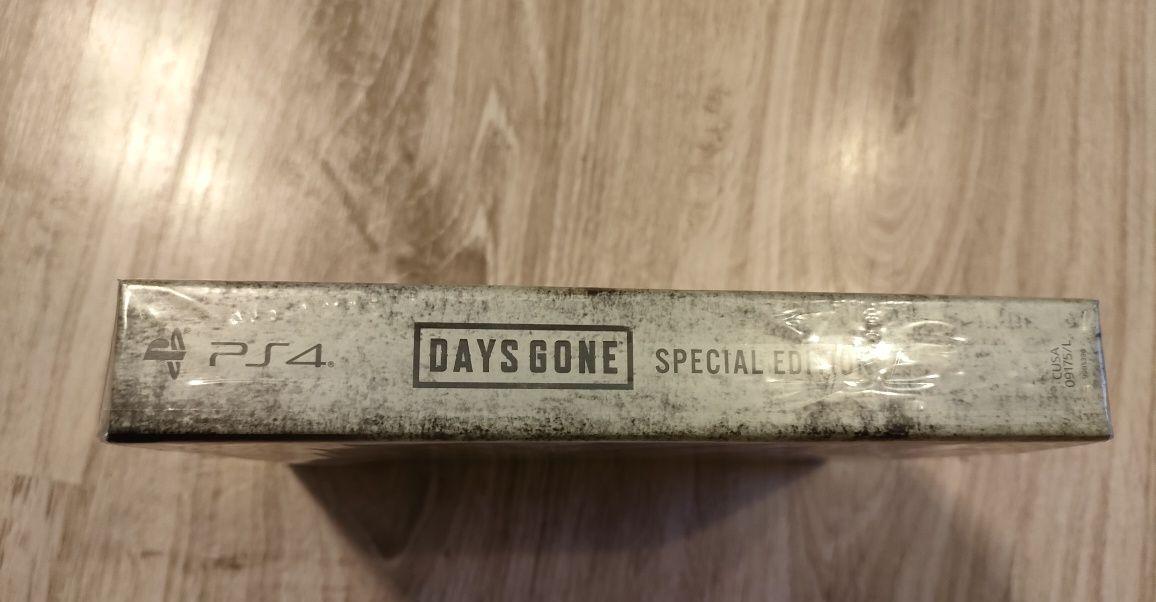 PS4®
DAYS GONE
SPECIAL EDITION
CUSA
09175/L